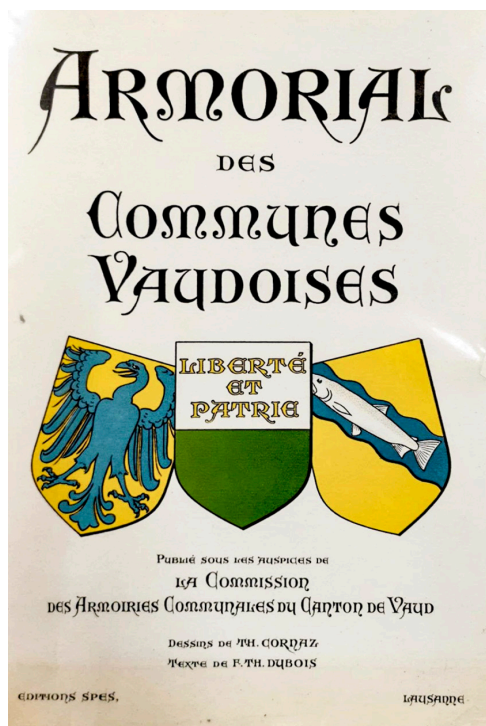 ARMORIAL
DES
COMMUNES
VAUDOISES
LIBERTÉ
ET
PATRIE
PUBLIÉ SOUS LES AUSPICES DE
LA COMMISSION
DES ARMOIRIES COMMUNALES DU CANTON DE VAUD
DESSINS DE TH. CORNAZ
TEXTE DE F. TH. DUBOIS
EDITIONS SPES, LAUSANNE